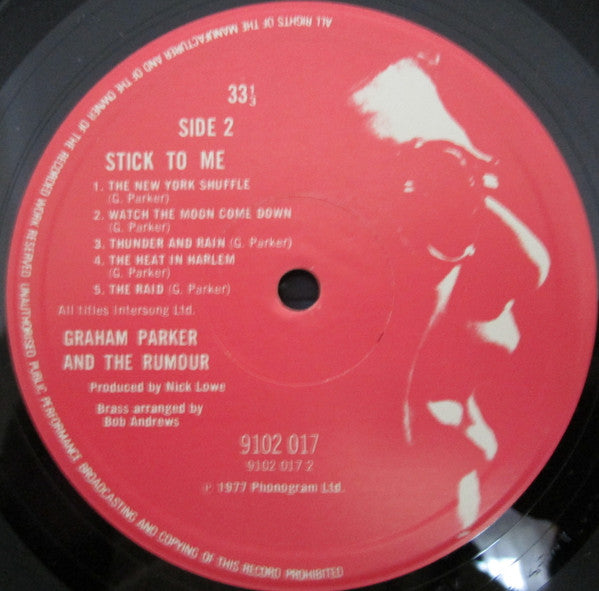 33⅓
SIDE 2
STICK TO ME
1. THE NEW YORK SHUFFLE
(G. Parker)
2. WATCH THE MOON COME DOWN
(G. Parker)
3. THUNDER AND RAIN (G. Parker)
4. THE HEAT IN HARLEM
(G. Parker)
5. THE RAID (G. Parker)
All titles Intersong Ltd.
GRAHAM PARKER
AND THE RUMOUR
Produced by Nick Lowe
Brass arranged by
Bob Andrews
9102 017
9102 017 2
℗ 1977 Phonogram Ltd.
ALL RIGHTS OF THE MANUFACTURER AND OF THE OWNER OF THE RECORDED WORK RESERVED UNAUTHORISED PUBLIC PERFORMANCE BROADCASTING AND COPYING OF THIS RECORD PROHIBITED